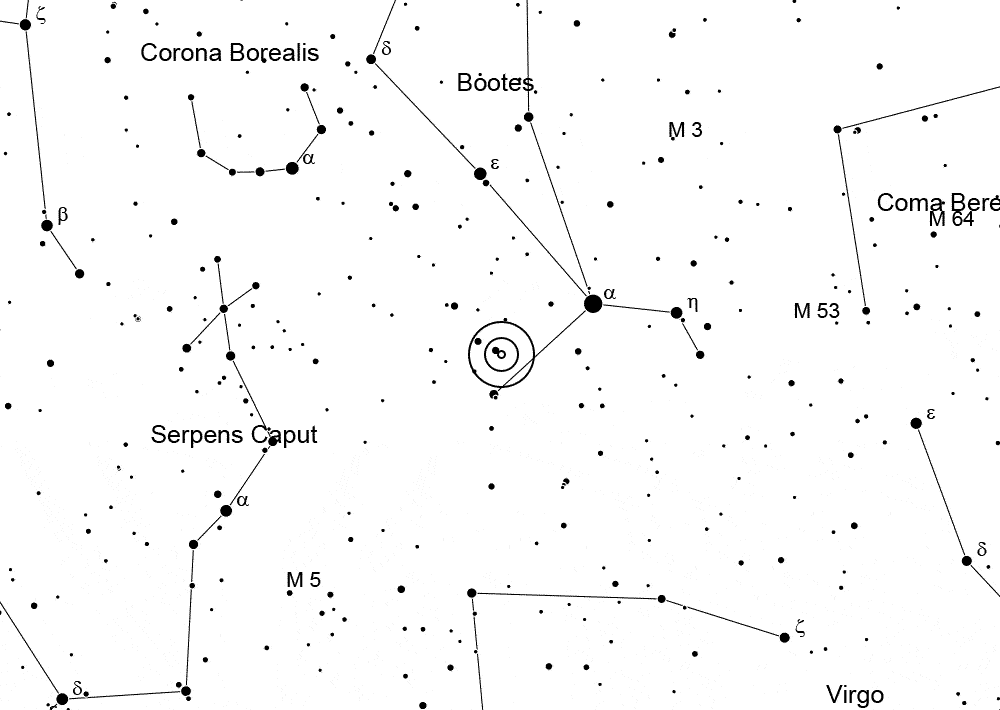 ζ
Corona Borealis
δ
Bootes
M 3
α
ε
β
Coma Bere
M 64
α
η
M 53
Serpens Caput
ε
α
δ
M 5
ζ
δ
Virgo